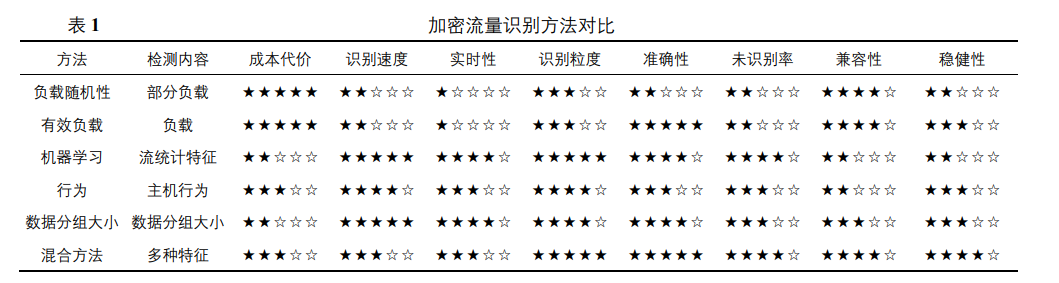 表 1 加密流量识别方法对比
方法 检测内容 成本代价 识别速度 实时性 识别粒度 准确性 未识别率 兼容性 稳健性
负载随机性 部分负载 ★★★★★ ★★☆☆☆ ★☆☆☆☆ ★★★☆☆ ★★☆☆☆ ★★☆☆☆ ★★★★☆ ★★☆☆☆
有效负载 负载 ★★★★★ ★★☆☆☆ ★☆☆☆☆ ★★★☆☆ ★★★★★ ★★☆☆☆ ★★★★☆ ★★★☆☆
机器学习 流统计特征 ★★☆☆☆ ★★★★★ ★★★★☆ ★★★★★ ★★★★☆ ★★★★☆ ★★☆☆☆ ★★☆☆☆
行为 主机行为 ★★★☆☆ ★★★★☆ ★★★☆☆ ★★★★☆ ★★★☆☆ ★★★☆☆ ★★☆☆☆ ★★★☆☆
数据分组大小 数据分组大小 ★★☆☆☆ ★★★★★ ★★★★☆ ★★★★☆ ★★★★☆ ★★★☆☆ ★★★☆☆ ★★★☆☆
混合方法 多种特征 ★★★☆☆ ★★★☆☆ ★★★☆☆ ★★★★★ ★★★★★ ★★★★☆ ★★★★☆ ★★★★☆